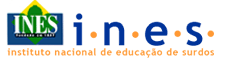 INES
FUNDADO EM 1857
i·n·e·s·
instituto nacional de educação de surdos